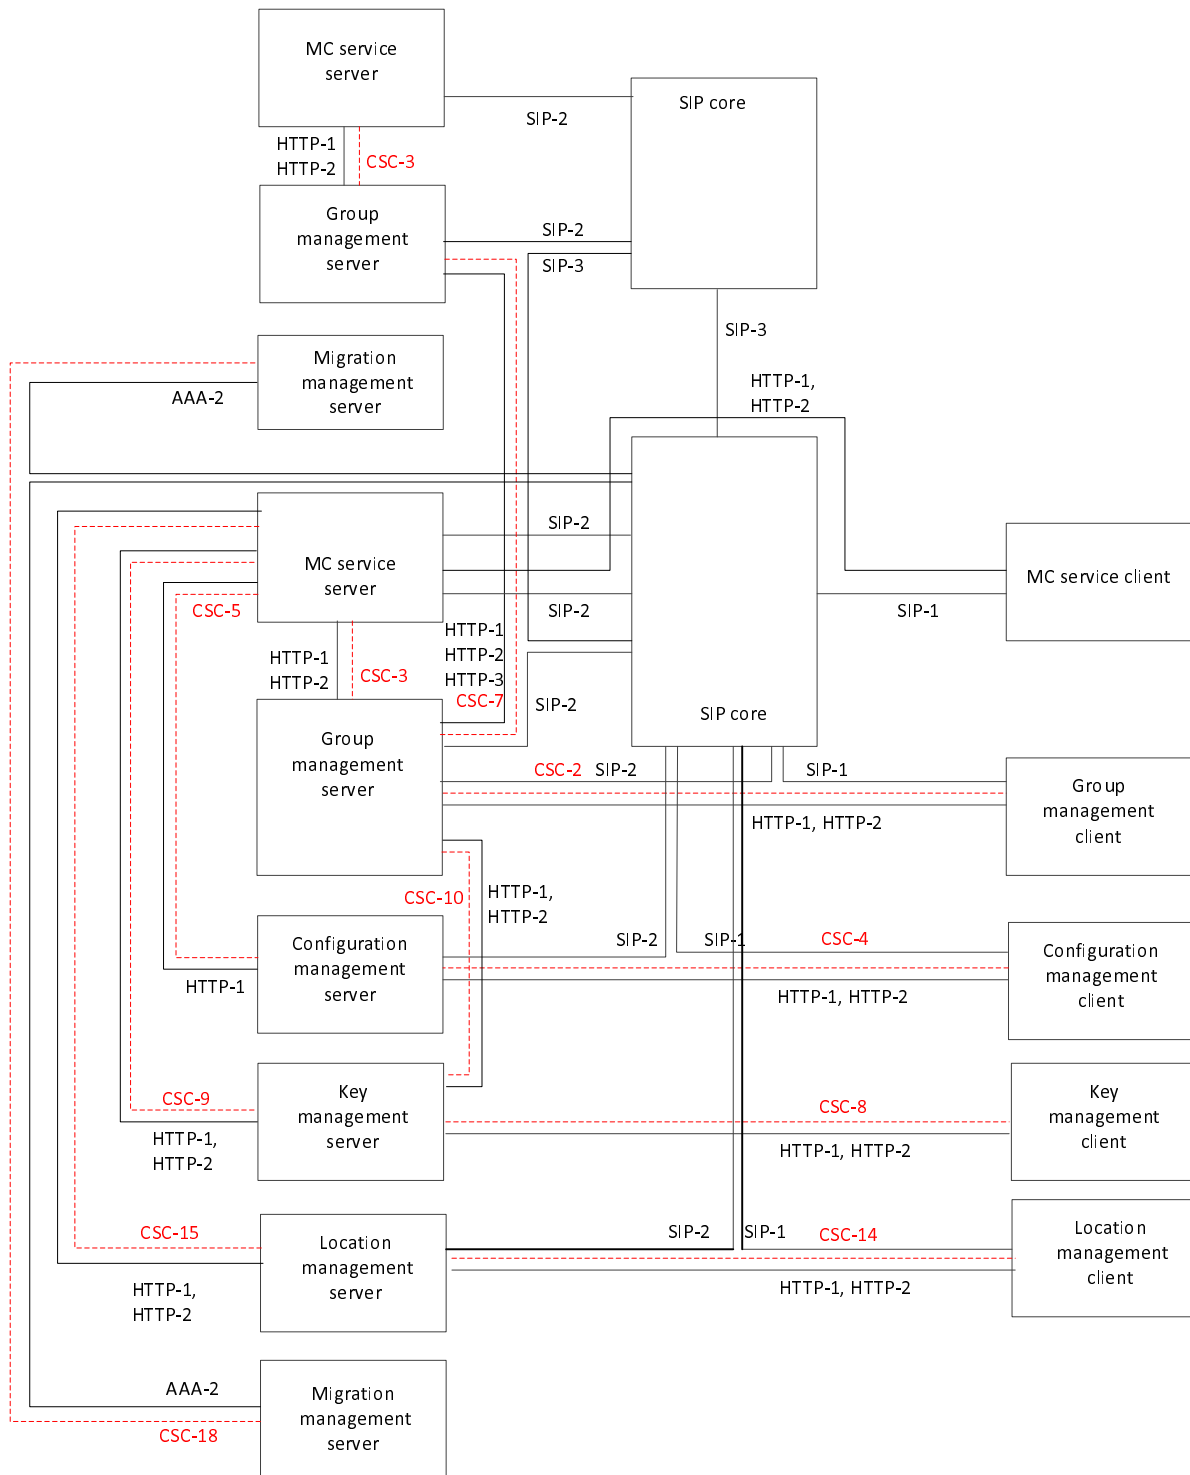 MC service
server
SIP core
SIP-2
HTTP-1
HTTP-2
CSC-3
Group
management
server
SIP-2
SIP-3
SIP-3
Migration
management
server
AAA-2
HTTP-1,
HTTP-2
MC service
server
SIP-2
SIP-2
CSC-5
MC service client
SIP-1
HTTP-1
HTTP-2
HTTP-3
CSC-7
HTTP-1
HTTP-2
CSC-3
SIP-2
SIP core
Group
management
server
CSC-2
SIP-2
SIP-1
Group
management
client
HTTP-1, HTTP-2
CSC-10
HTTP-1,
HTTP-2
Configuration
management
server
SIP-2
SIP-1
CSC-4
Configuration
management
client
HTTP-1
HTTP-1, HTTP-2
CSC-9
Key
management
server
CSC-8
Key
management
client
HTTP-1,
HTTP-2
HTTP-1, HTTP-2
CSC-15
Location
management
server
SIP-2
SIP-1
CSC-14
Location
management
client
HTTP-1,
HTTP-2
HTTP-1, HTTP-2
AAA-2
CSC-18
Migration
management
server